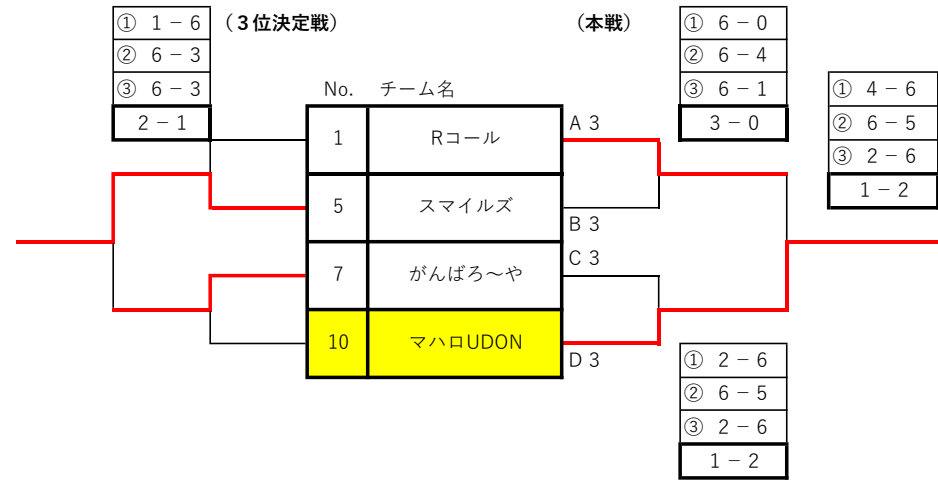 ① 1 － 6
② 6 － 3
③ 6 － 3
2 － 1
（３位決定戦）
（本戦）
① 6 － 0
② 6 － 4
③ 6 － 1
3 － 0
① 4 － 6
② 6 － 5
③ 2 － 6
1 － 2
No. チーム名
1 Rコール
A 3
5 スマイルズ
B 3
C 3
7 がんばろ～や
10 マハロUDON
D 3
① 2 － 6
② 6 － 5
③ 2 － 6
1 － 2